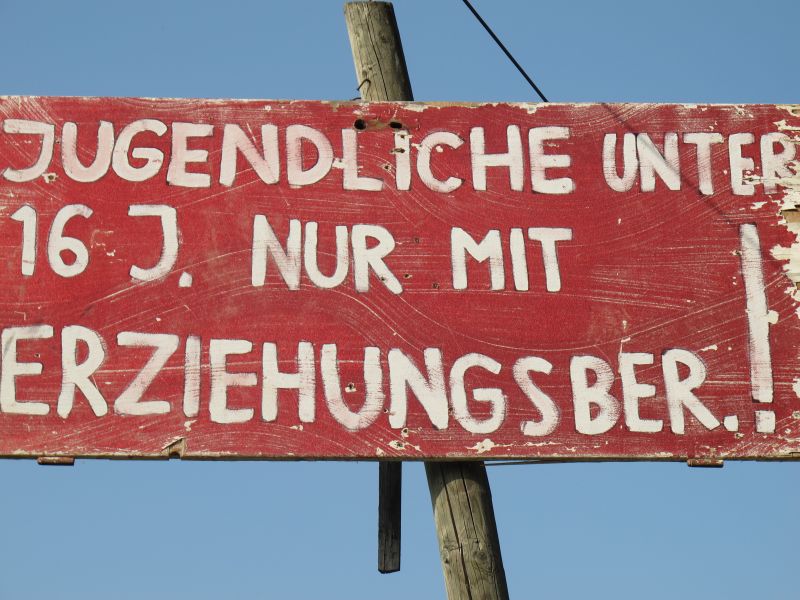 JUGENDLICHE UNTER
16 J. NUR MIT
ERZIEHUNGSBER.!